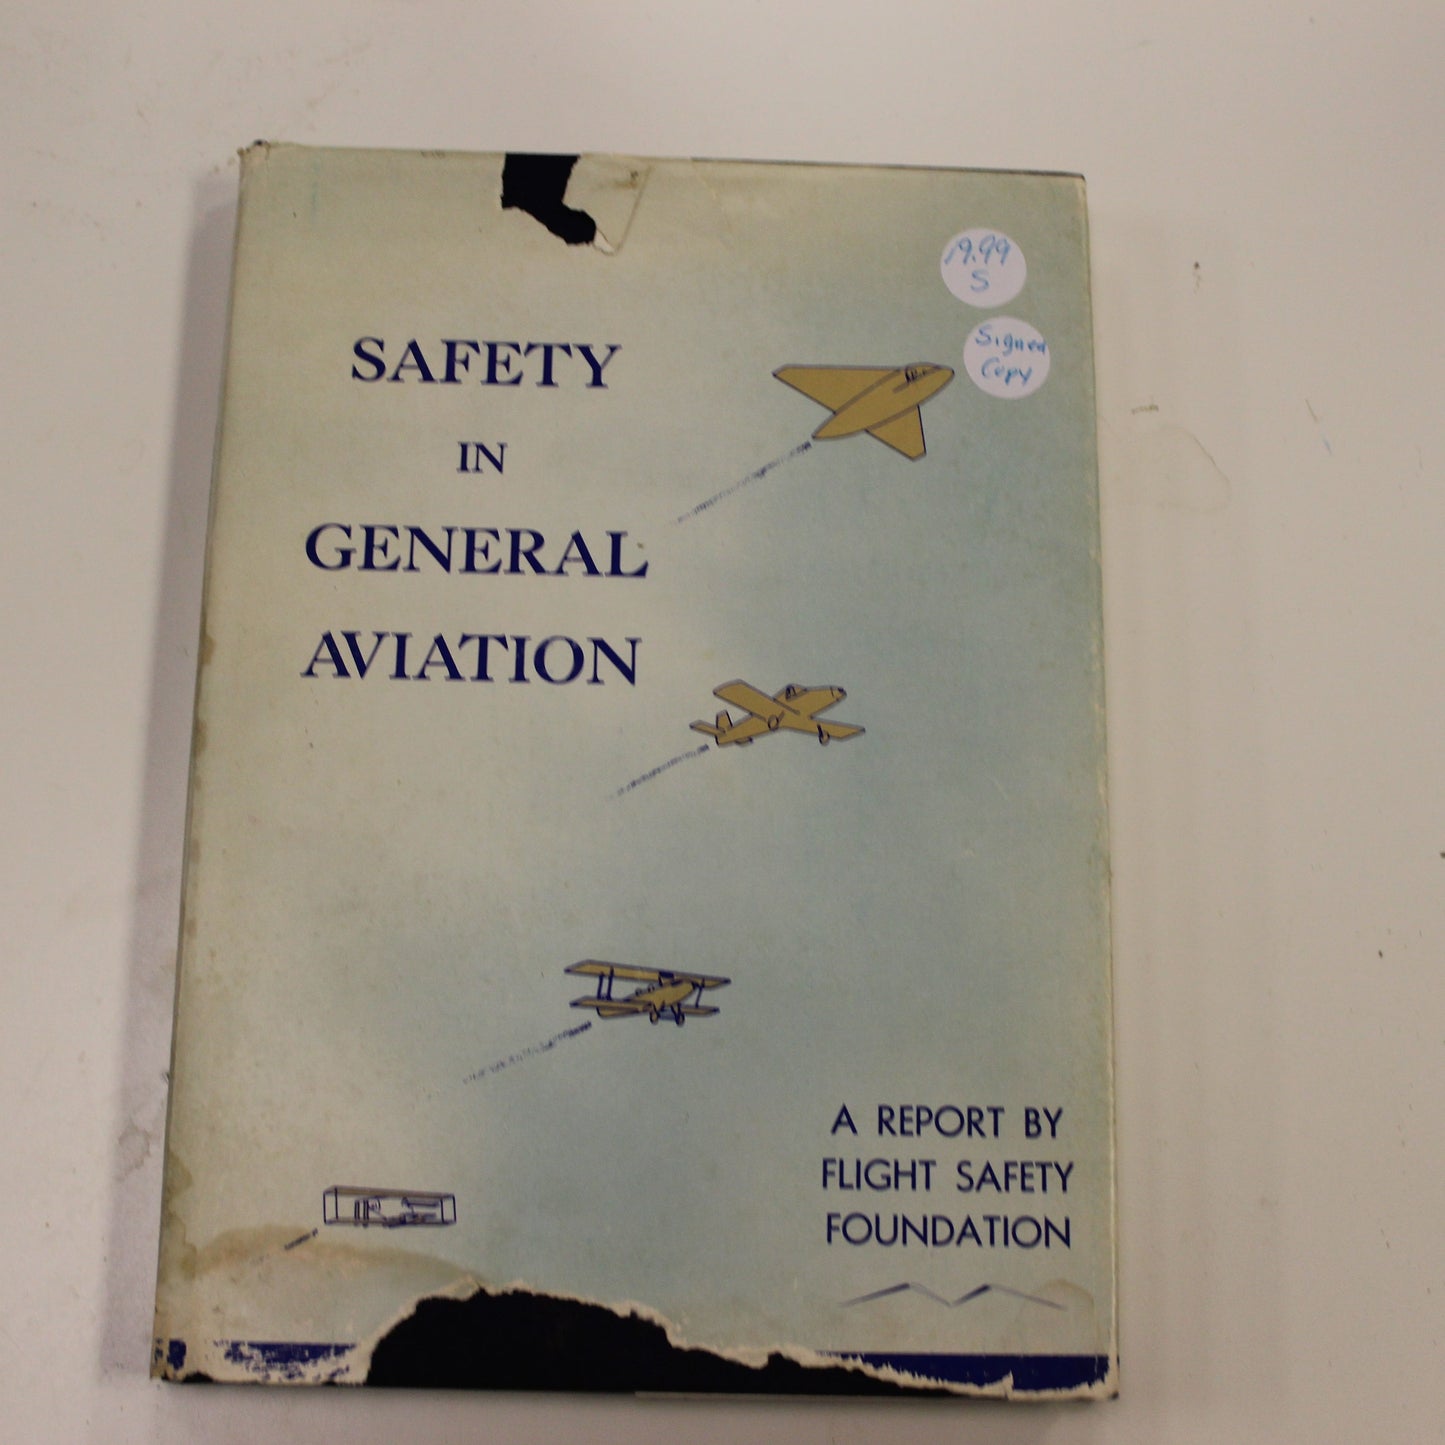 19.99
S
Signed
Copy
SAFETY
IN
GENERAL
AVIATION
A REPORT BY
FLIGHT SAFETY
FOUNDATION